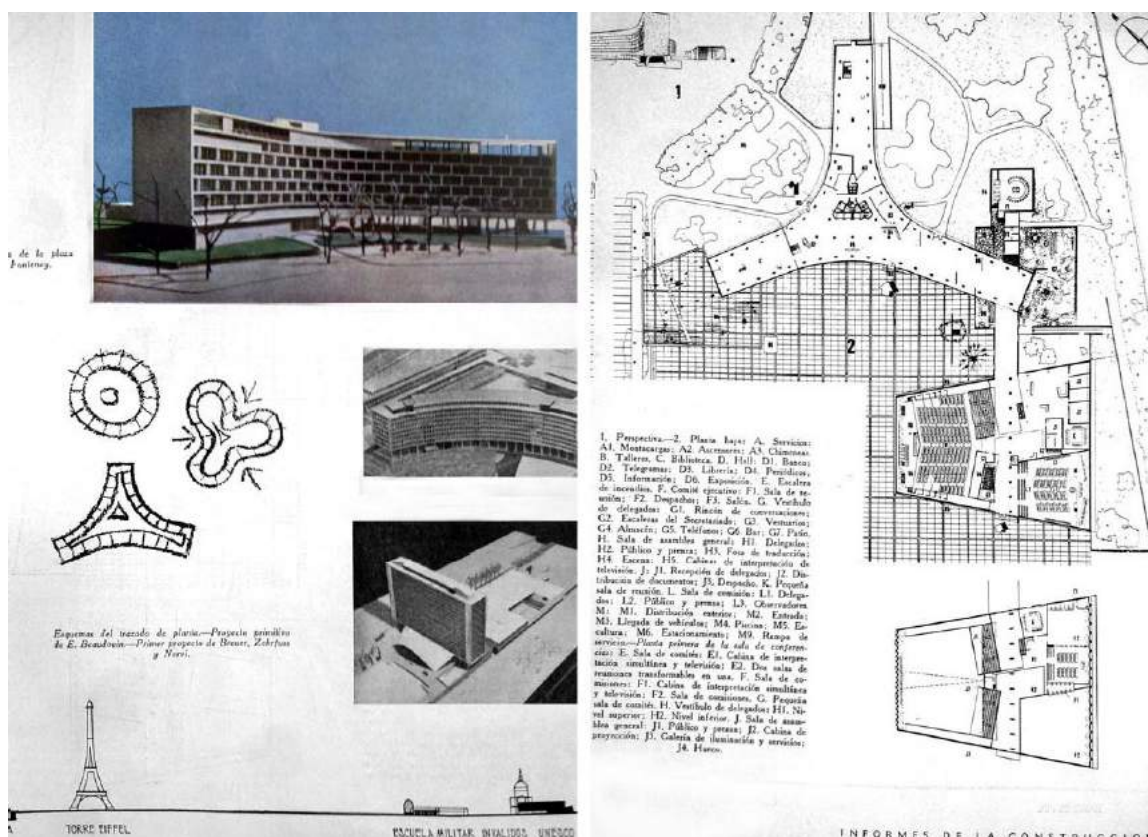 de la plaza
Fontenoy.
Esquemas del trazado de planta.—Proyecto primitivo
de E. Beaudouin.—Primer proyecto de Breuer, Zehrfuss
y Nervi.
TORRE EIFFEL
ESCUELA MILITAR INVALIDOS UNESCO
1
2
1, Perspectiva.—2, Planta baja: A. Servicios;
A1, Montacargas; A2, Ascensores; A3, Chimeneas.
B. Talleres. C. Biblioteca. D. Hall: D1, Banco;
D2, Telegramas; D3, Librería; D4, Periódicos;
D5, Información; D6, Exposición. E. Escalera
de incendios. F. Comité ejecutivo: F1, Sala de re-
unión; F2, Despachos; F3, Salón. G. Vestíbulo
de delegados: G1, Rincón de conversaciones;
G2, Escaleras del Secretariado; G3, Vestuarios;
G4, Almacén; G5, Teléfonos; G6, Bar; G7, Patio.
H. Sala de asamblea general: H1, Delegados;
H2, Público y prensa; H3, Fosa de traducción;
H4, Escena; H5, Cabinas de interpretación de
televisión. J: J1, Recepción de delegados; J2, Dis-
tribución de documentos; J3, Despacho. K. Pequeña
sala de reunión. L. Sala de comisión: L1, Delega-
dos; L2, Público y prensa; L3, Observadores.
M: M1, Distribución exterior; M2, Entrada;
M3, Llegada de vehículos; M4, Piscina; M5, Es-
cultura; M6, Estacionamiento; M9, Rampa de
servicio.—Planta primera de la sala de conferen-
cias: E. Sala de comités; E1, Cabina de interpre-
tación simultánea y televisión; E2, Dos salas de
reuniones transformables en una. F. Sala de co-
misiones: F1, Cabina de interpretación simultánea
y televisión; F2, Sala de comisiones. G. Pequeña
sala de comités. H. Vestíbulo de delegados: H1, Ni-
vel superior; H2, Nivel inferior. J. Sala de asam-
blea general: J1, Público y prensa; J2, Cabina de
proyección; J3, Galería de iluminación y servicios;
J4, Hueco.
INFORMES DE LA CONSTRUCCI